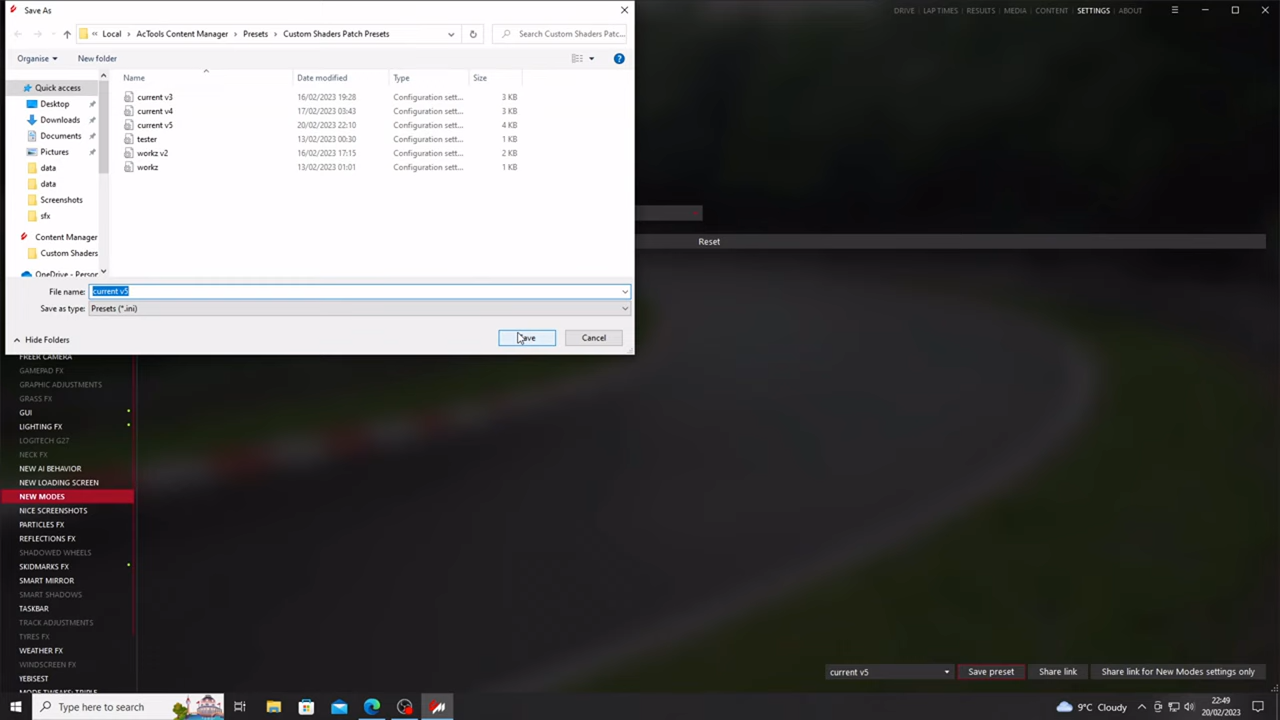 Save As
DRIVE LAP TIMES RESULTS MEDIA CONTENT SETTINGS ABOUT
« Local AcTools Content Manager Presets Custom Shaders Patch Presets
Search Custom Shaders Patc...
Organise New folder
Name Date modified Type Size
Quick access
Desktop
Downloads
Documents
Pictures
data
data
Screenshots
sfx
Content Manager
Custom Shaders
OneDrive - Person
current v3 16/02/2023 19:28 Configuration sett... 3 KB
current v4 17/02/2023 03:43 Configuration sett... 3 KB
current v5 20/02/2023 22:10 Configuration sett... 4 KB
tester 13/02/2023 00:30 Configuration sett... 1 KB
workz v2 16/02/2023 17:15 Configuration sett... 2 KB
workz 13/02/2023 01:01 Configuration sett... 1 KB
Reset
File name: current v5
Save as type: Presets (*.ini)
Hide Folders
Save Cancel
FREER CAMERA
GAMEPAD FX
GRAPHIC ADJUSTMENTS
GRASS FX
GUI
LIGHTING FX
LOGITECH G27
NECK FX
NEW AI BEHAVIOR
NEW LOADING SCREEN
NEW MODES
NICE SCREENSHOTS
PARTICLES FX
REFLECTIONS FX
SHADOWED WHEELS
SKIDMARKS FX
SMART MIRROR
SMART SHADOWS
TASKBAR
TRACK ADJUSTMENTS
TYRES FX
WEATHER FX
WINDSCREEN FX
YEBISEST
MODE TWEAKS: TRIPLE
current v5 Save preset Share link Share link for New Modes settings only
Type here to search
9°C Cloudy
22:49
20/02/2023